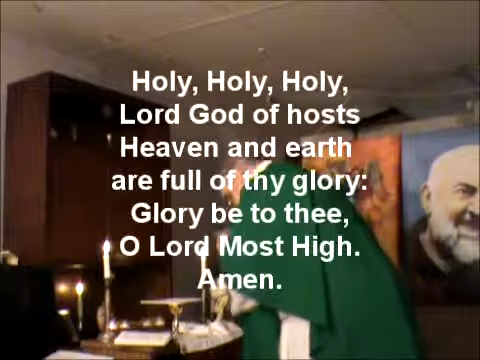 Holy, Holy, Holy,
Lord God of hosts
Heaven and earth
are full of thy glory:
Glory be to thee,
O Lord Most High.
Amen.